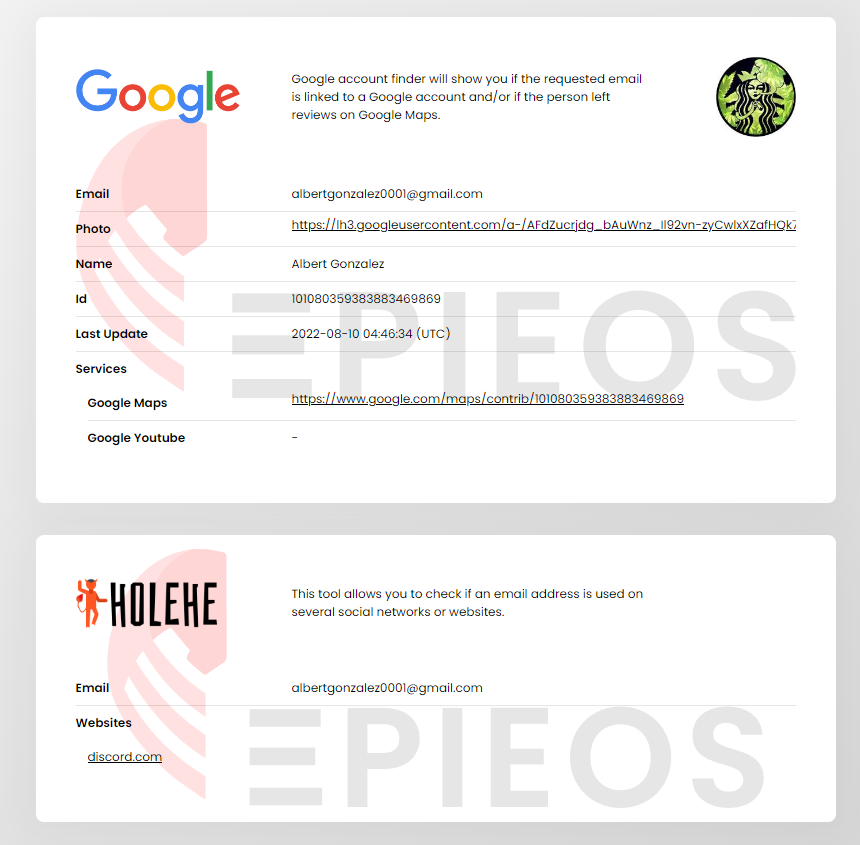 Google
Google account finder will show you if the requested email
is linked to a Google account and/or if the person left
reviews on Google Maps.
Email albertgonzalez0001@gmail.com
Photo https://lh3.googleusercontent.com/a-/AFdZucrjdg_bAuWnz_Il92vn-zyCwlxXZafHQk7
Name Albert Gonzalez
Id 101080359383883469869
Last Update 2022-08-10 04:46:34 (UTC)
Services
Google Maps https://www.google.com/maps/contrib/101080359383883469869
Google Youtube -
EPIEOS
HOLEHE
This tool allows you to check if an email address is used on
several social networks or websites.
Email albertgonzalez0001@gmail.com
Websites
discord.com
EPIEOS